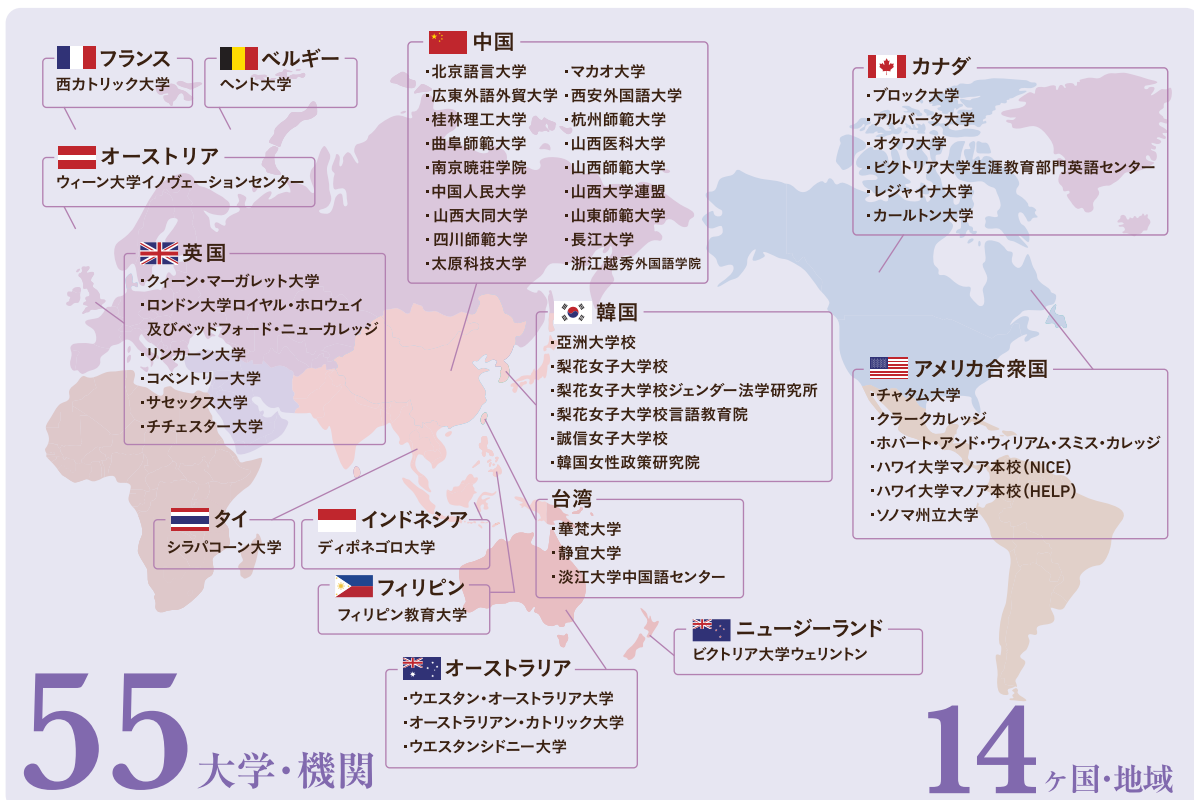 フランス
西カトリック大学
ベルギー
ヘント大学
オーストリア
ウィーン大学イノヴェーションセンター
英国
・クィーン・マーガレット大学
・ロンドン大学ロイヤル・ホロウェイ
及びベッドフォード・ニューカレッジ
・リンカーン大学
・コベントリー大学
・サセックス大学
・チチェスター大学
中国
・北京語言大学
・広東外語外貿大学
・桂林理工大学
・曲阜師範大学
・南京暁荘学院
・中国人民大学
・山西大同大学
・四川師範大学
・太原科技大学
・マカオ大学
・西安外国語大学
・杭州師範大学
・山西医科大学
・山西師範大学
・山西大学連盟
・山東師範大学
・長江大学
・浙江越秀外国語学院
カナダ
・ブロック大学
・アルバータ大学
・オタワ大学
・ビクトリア大学生涯教育部門英語センター
・レジャイナ大学
・カールトン大学
韓国
・亞洲大学校
・梨花女子大学校
・梨花女子大学校ジェンダー法学研究所
・梨花女子大学校言語教育院
・誠信女子大学校
・韓国女性政策研究院
アメリカ合衆国
・チャタム大学
・クラークカレッジ
・ホバート・アンド・ウィリアム・スミス・カレッジ
・ハワイ大学マノア本校(NICE)
・ハワイ大学マノア本校(HELP)
・ソノマ州立大学
タイ
シラパコーン大学
インドネシア
ディポネゴロ大学
台湾
・華梵大学
・静宜大学
・淡江大学中国語センター
フィリピン
フィリピン教育大学
ニュージーランド
ビクトリア大学ウェリントン
オーストラリア
・ウエスタン・オーストラリア大学
・オーストラリアン・カトリック大学
・ウエスタンシドニー大学
55大学・機関
14ヶ国・地域